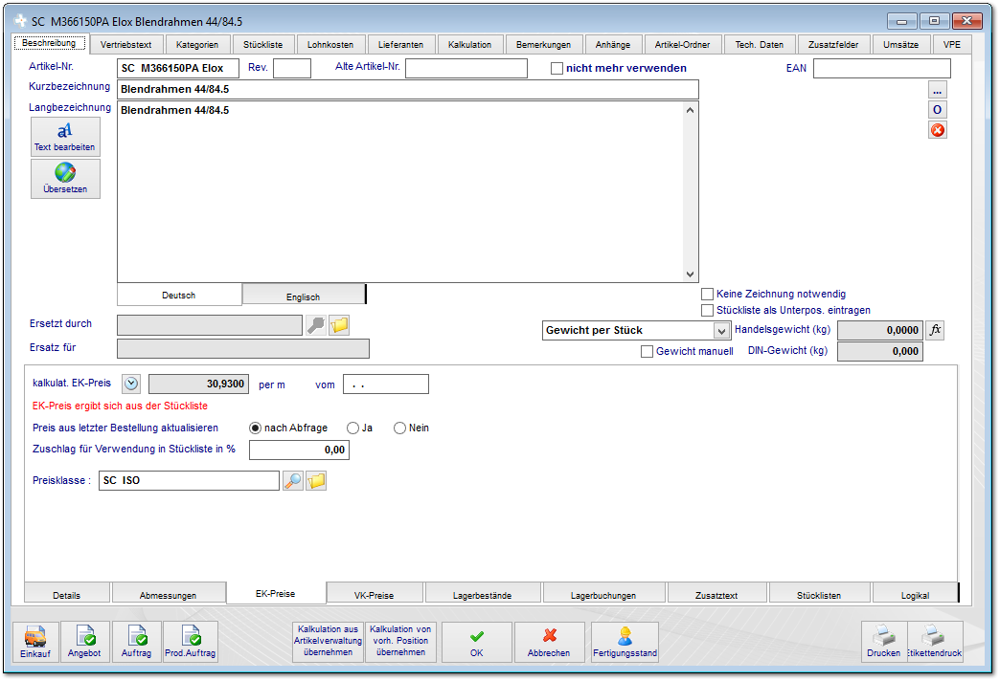 SC  M366150PA Elox Blendrahmen 44/84.5
Beschreibung Vertriebstext Kategorien Stückliste Lohnkosten Lieferanten Kalkulation Bemerkungen Anhänge Artikel-Ordner Tech. Daten Zusatzfelder Umsätze VPE
Artikel-Nr. SC  M366150PA Elox Rev. Alte Artikel-Nr. nicht mehr verwenden EAN
Kurzbezeichnung Blendrahmen 44/84.5 ...
Langbezeichnung Blendrahmen 44/84.5 O
Text bearbeiten
Übersetzen
Deutsch Englisch
Keine Zeichnung notwendig
Stückliste als Unterpos. eintragen
Ersetzt durch Gewicht per Stück Handelsgewicht (kg) 0,0000 fx
Ersatz für Gewicht manuell DIN-Gewicht (kg) 0,000
kalkulat. EK-Preis 30,9300 per m vom . .
EK-Preis ergibt sich aus der Stückliste
Preis aus letzter Bestellung aktualisieren nach Abfrage Ja Nein
Zuschlag für Verwendung in Stückliste in % 0,00
Preisklasse : SC  ISO
Details Abmessungen EK-Preise VK-Preise Lagerbestände Lagerbuchungen Zusatztext Stücklisten Logikal
Einkauf Angebot Auftrag Prod.Auftrag
Kalkulation aus
Artikelverwaltung
übernehmen
Kalkulation von
vorh. Position
übernehmen
OK Abbrechen Fertigungsstand Drucken Etikettendruck